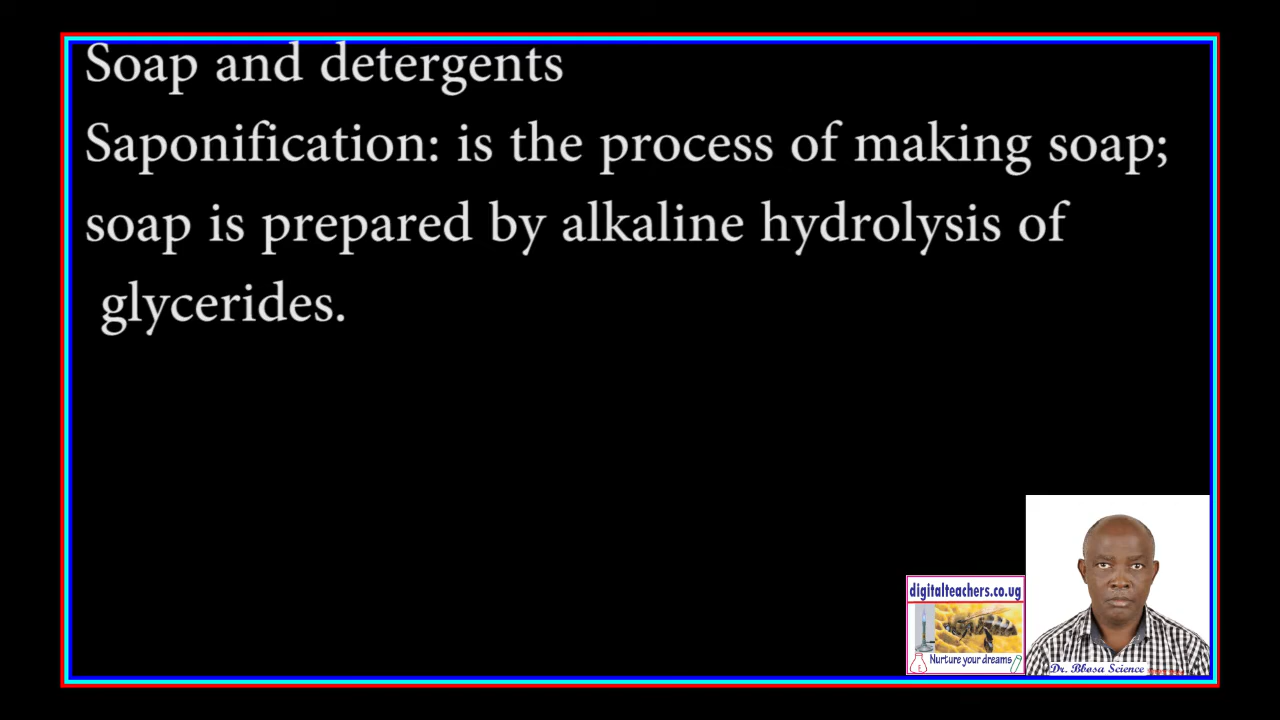 Soap and detergents
Saponification: is the process of making soap;
soap is prepared by alkaline hydrolysis of
glycerides.
digitalteachers.co.ug
Nurture your dreams
Dr. Bbosa Science